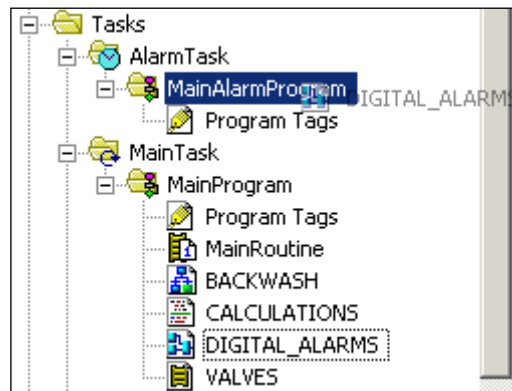 Tasks
AlarmTask
MainAlarmProgram
DIGITAL_ALARMS
Program Tags
MainTask
MainProgram
Program Tags
MainRoutine
BACKWASH
CALCULATIONS
DIGITAL_ALARMS
VALVES